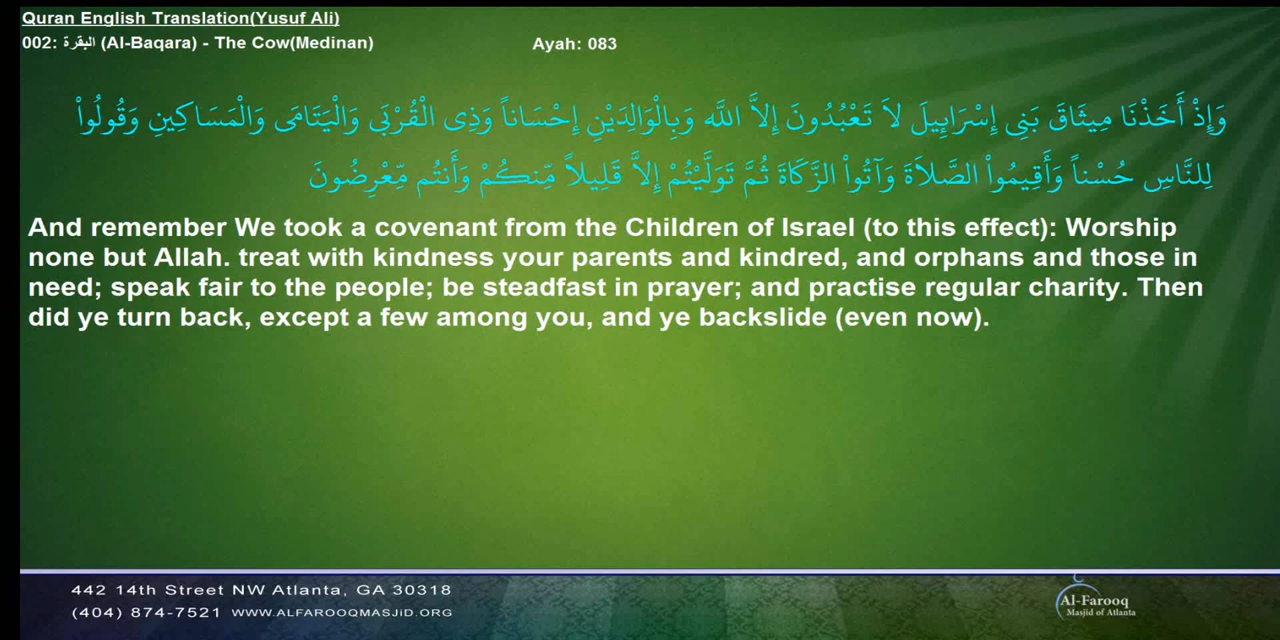 Quran English Translation(Yusuf Ali)
002: البقرة (Al-Baqara) - The Cow(Medinan)
Ayah: 083
وَإِذْ أَخَذْنَا مِيثَاقَ بَنِى إِسْرَاءِيلَ لاَ تَعْبُدُونَ إِلاَّ اللَّه وَبِالْوَالِدَيْنِ إِحْسَاناً وَذِى الْقُرْبَى وَالْيَتَامَى وَالْمَسَاكِينِ وَقُولُواْ
لِلنَّاسِ حُسْناً وَأَقِيمُواْ الصَّلاَةَ وَآتُواْ الزَّكَاةَ ثُمَّ تَوَلَّيْتُمْ إِلاَّ قَلِيلاً مِّنكُمْ وَأَنتُم مِّعْرِضُونَ
And remember We took a covenant from the Children of Israel (to this effect): Worship
none but Allah. treat with kindness your parents and kindred, and orphans and those in
need; speak fair to the people; be steadfast in prayer; and practise regular charity. Then
did ye turn back, except a few among you, and ye backslide (even now).
442 14th Street NW Atlanta, GA 30318
(404) 874-7521 WWW.ALFAROOQMASJID.ORG
Al-Farooq
Masjid of Atlanta